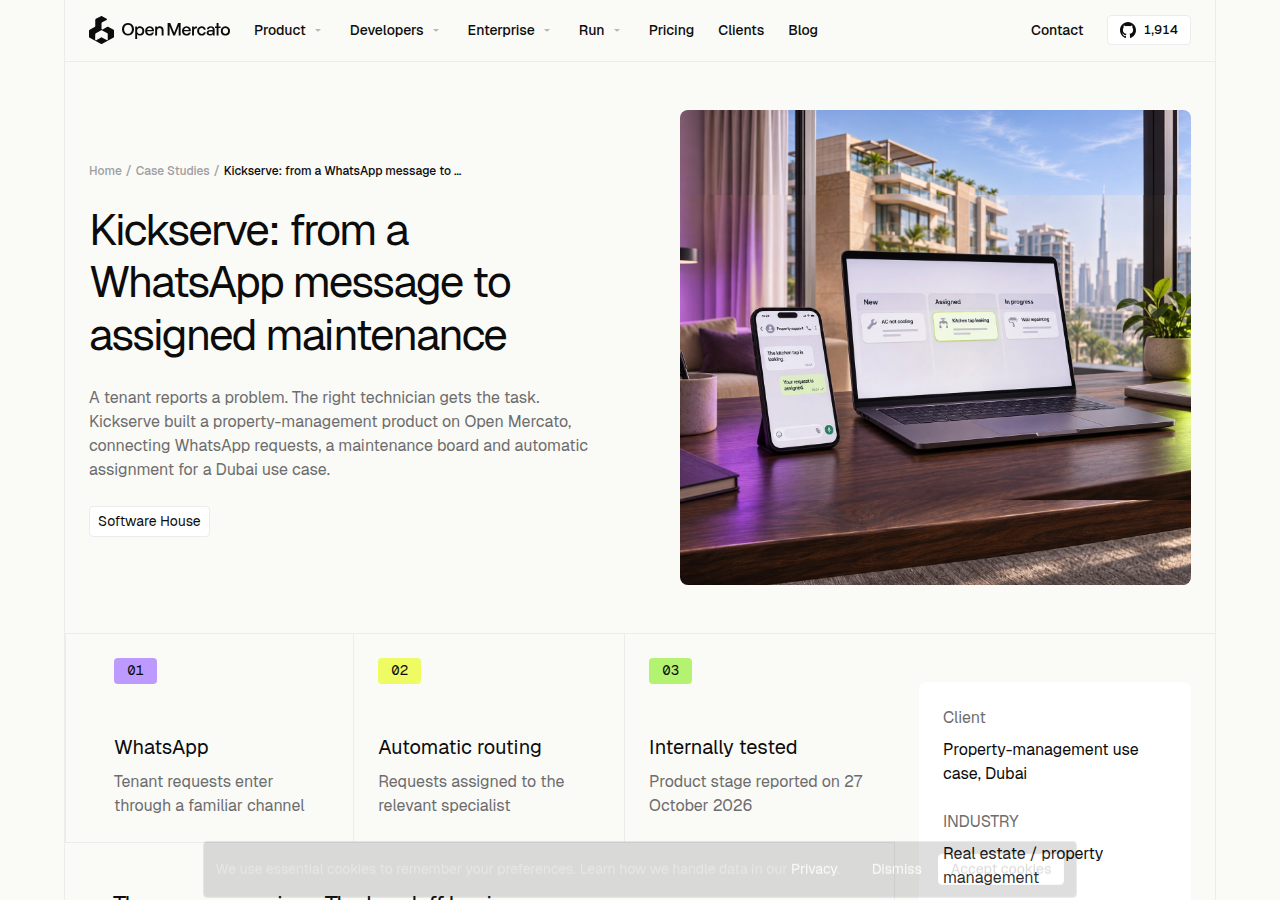 Open Mercato
Product
Developers
Enterprise
Run
Pricing
Clients
Blog
Contact
1,914
Home / Case Studies / Kickserve: from a WhatsApp message to ...
Kickserve: from a
WhatsApp message to
assigned maintenance
A tenant reports a problem. The right technician gets the task.
Kickserve built a property-management product on Open Mercato,
connecting WhatsApp requests, a maintenance board and automatic
assignment for a Dubai use case.
Software House
Property support
The kitchen tap is
leaking.
Your request is
assigned.
New
Assigned
In progress
AC not cooling
Kitchen tap leaking
Wall repainting
01
WhatsApp
Tenant requests enter
through a familiar channel
02
Automatic routing
Requests assigned to the
relevant specialist
03
Internally tested
Product stage reported on 27
October 2026
Client
Property-management use
case, Dubai
INDUSTRY
Real estate / property
management
We use essential cookies to remember your preferences. Learn how we handle data in our Privacy.
Dismiss
Accept cookies